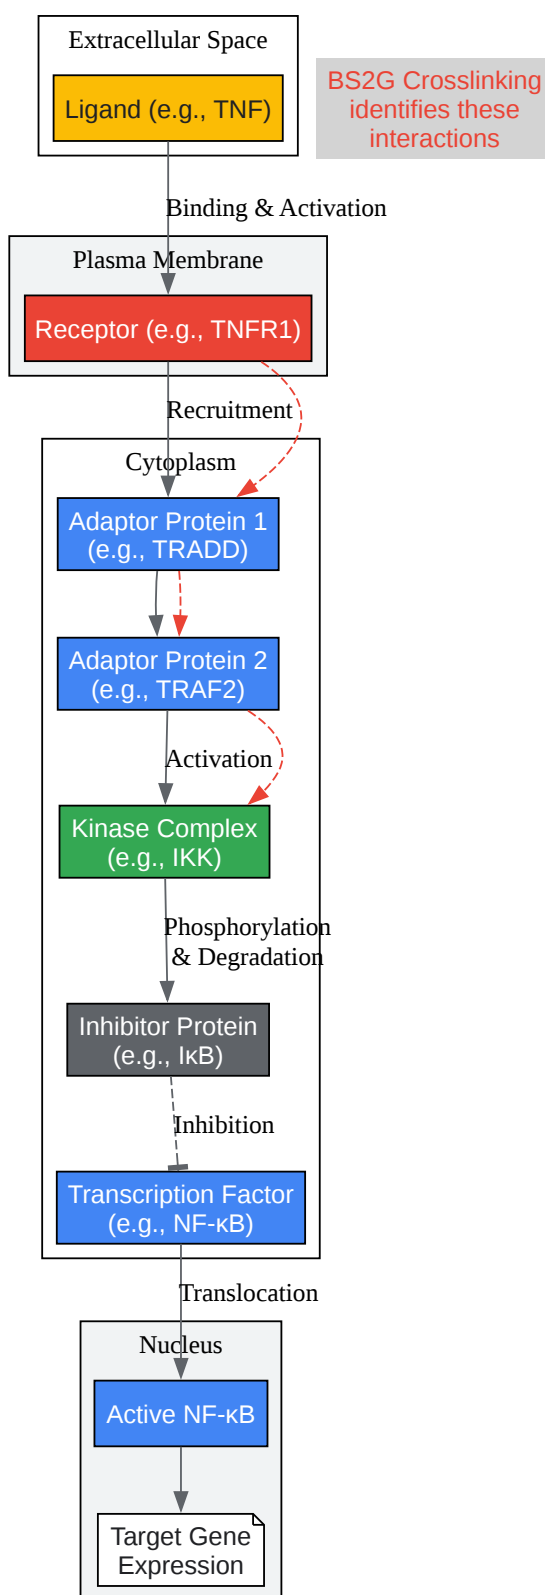 Extracellular Space
Ligand (e.g., TNF)
BS2G Crosslinking
identifies these
interactions
Binding & Activation
Plasma Membrane
Receptor (e.g., TNFR1)
Recruitment
Cytoplasm
Adaptor Protein 1
(e.g., TRADD)
Adaptor Protein 2
(e.g., TRAF2)
Activation
Kinase Complex
(e.g., IKK)
Phosphorylation
& Degradation
Inhibitor Protein
(e.g., IκB)
Inhibition
Transcription Factor
(e.g., NF-κB)
Translocation
Nucleus
Active NF-κB
Target Gene
Expression